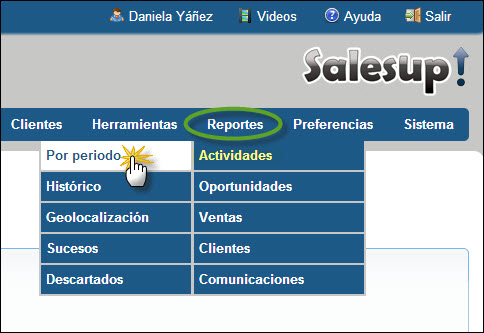 Daniela Yáñez Videos Ayuda Salir
Salesup!
Clientes Herramientas Reportes Preferencias Sistema
Por periodo Actividades
Histórico Oportunidades
Geolocalización Ventas
Sucesos Clientes
Descartados Comunicaciones